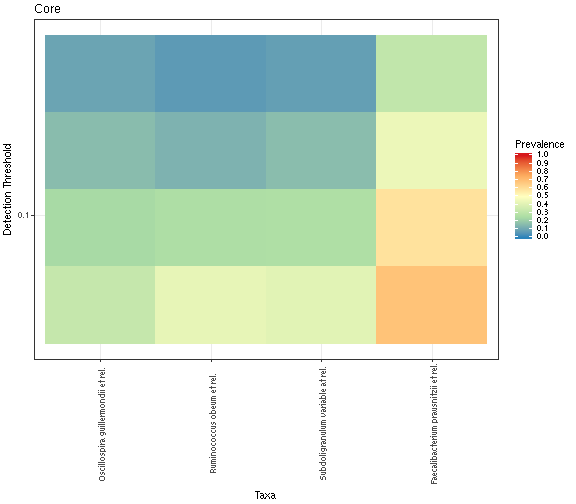 Core
Detection Threshold
0.1
Prevalence
1.0
0.9
0.8
0.7
0.6
0.5
0.4
0.3
0.2
0.1
0.0
Oscillospira guillermondii et rel.
Ruminococcus obeum et rel.
Subdoligranulum variable at rel.
Faecalibacterium prausnitzii et rel.
Taxa